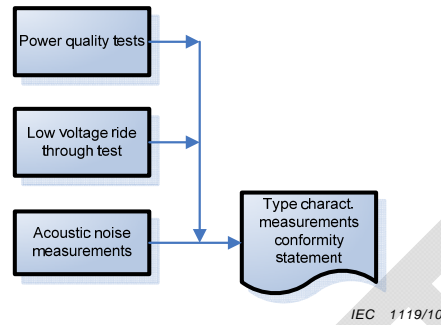 Power quality tests
Low voltage ride
through test
Acoustic noise
measurements
Type charact.
measurements
conformity
statement
IEC 1119/10